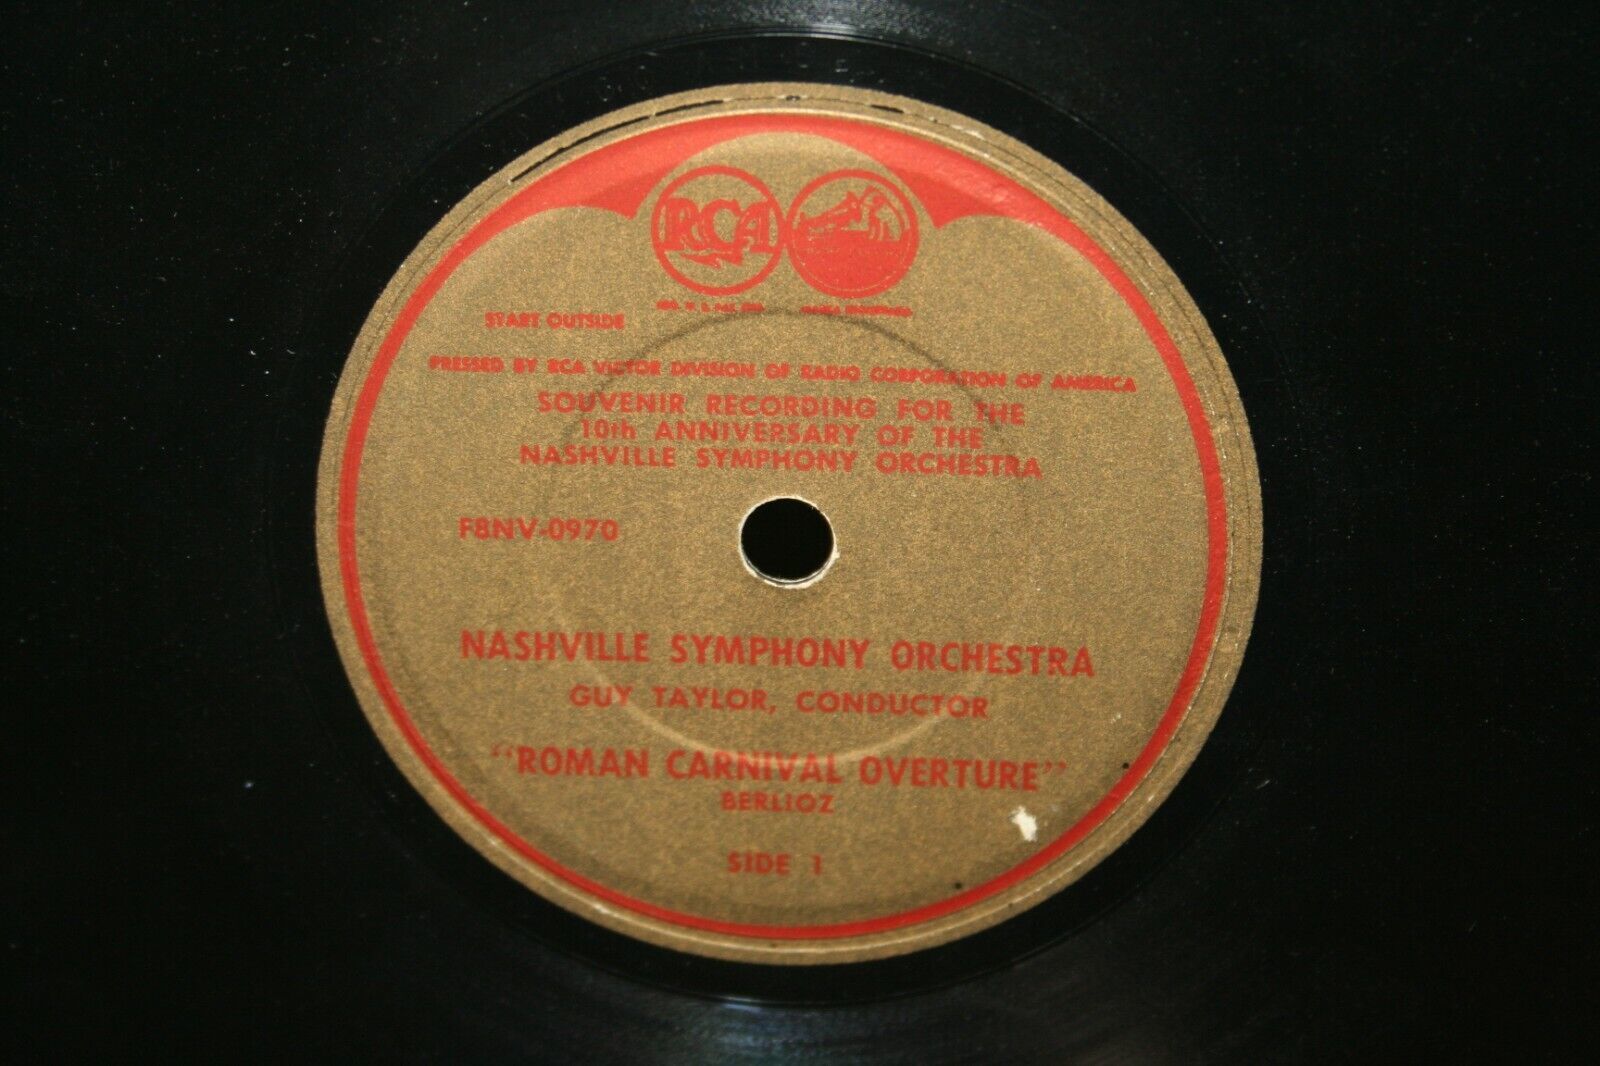 RCA
START OUTSIDE
PRESSED BY RCA VICTOR DIVISION OF RADIO CORPORATION OF AMERICA
SOUVENIR RECORDING FOR THE
10th ANNIVERSARY OF THE
NASHVILLE SYMPHONY ORCHESTRA
F8NV-0970
NASHVILLE SYMPHONY ORCHESTRA
GUY TAYLOR, CONDUCTOR
"ROMAN CARNIVAL OVERTURE"
BERLIOZ
SIDE 1